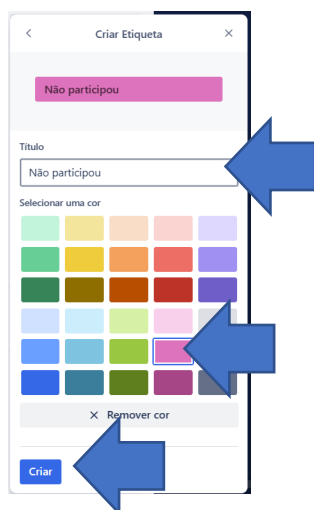 Criar Etiqueta
Não participou
Título
Não participou
Selecionar uma cor
Remover cor
Criar